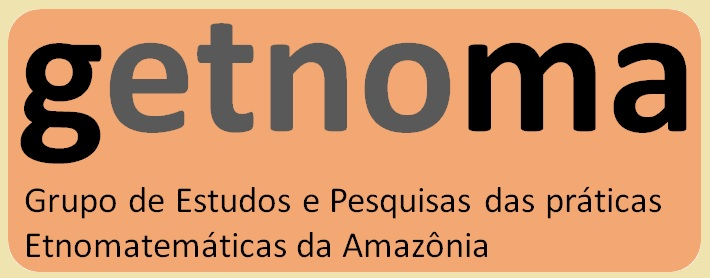 getnoma
Grupo de Estudos e Pesquisas das práticas
Etnomatemáticas da Amazônia